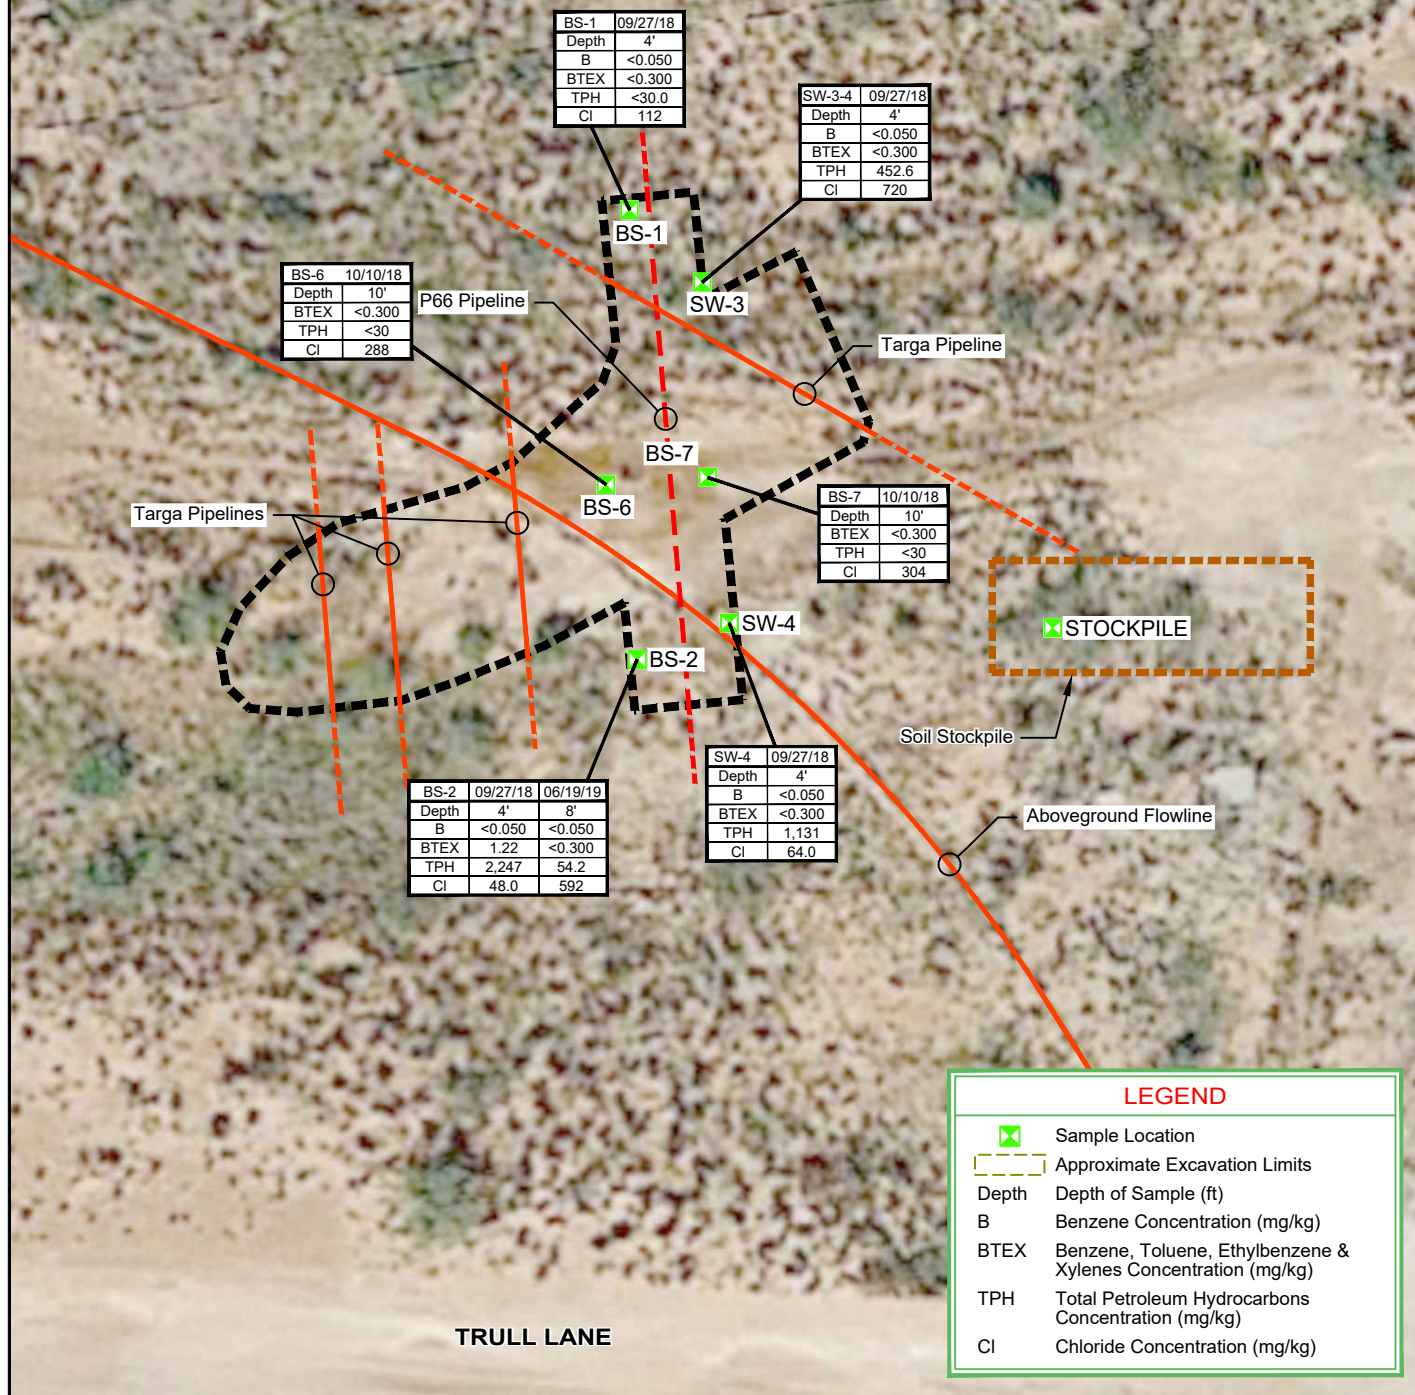 BS-1 09/27/18
Depth 4'
B <0.050
BTEX <0.300
TPH <30.0
Cl 112
SW-3-4 09/27/18
Depth 4'
B <0.050
BTEX <0.300
TPH 452.6
Cl 720
BS-1
BS-6 10/10/18
Depth 10'
BTEX <0.300
TPH <30
Cl 288
P66 Pipeline
SW-3
Targa Pipeline
BS-7
BS-6
BS-7 10/10/18
Depth 10'
BTEX <0.300
TPH <30
Cl 304
Targa Pipelines
SW-4
STOCKPILE
BS-2
Soil Stockpile
SW-4 09/27/18
Depth 4'
B <0.050
BTEX <0.300
TPH 1,131
Cl 64.0
BS-2 09/27/18 06/19/19
Depth 4' 8'
B <0.050 <0.050
BTEX 1.22 <0.300
TPH 2,247 54.2
Cl 48.0 592
Aboveground Flowline
LEGEND
Sample Location
Approximate Excavation Limits
Depth Depth of Sample (ft)
B Benzene Concentration (mg/kg)
BTEX Benzene, Toluene, Ethylbenzene &
Xylenes Concentration (mg/kg)
TPH Total Petroleum Hydrocarbons
Concentration (mg/kg)
Cl Chloride Concentration (mg/kg)
TRULL LANE